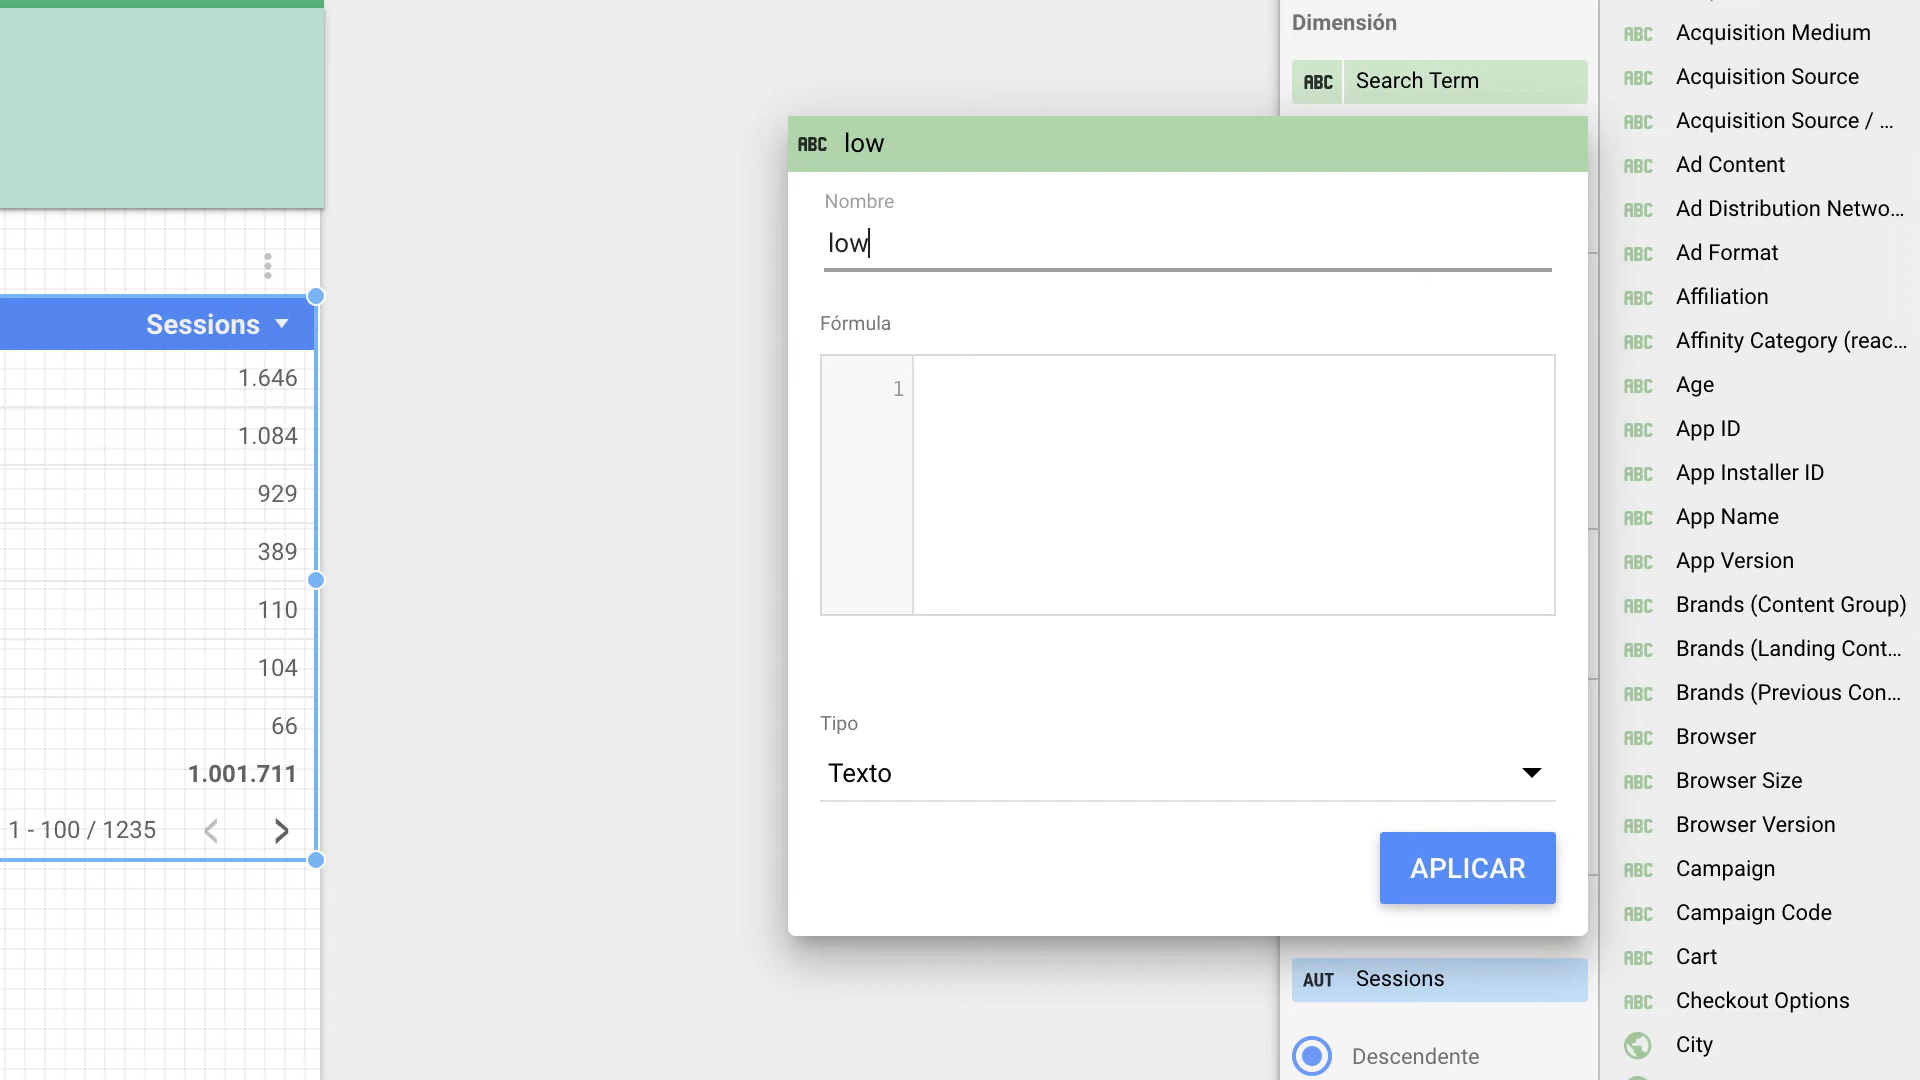 Sessions
1.646
1.084
929
389
110
104
66
1.001.711
1 - 100 / 1235
ABC low
Nombre
low
Fórmula
1
Tipo
Texto
APLICAR
Dimensión
ABC Search Term
AUT Sessions
Descendente
ABC Acquisition Medium
ABC Acquisition Source
ABC Acquisition Source / ...
ABC Ad Content
ABC Ad Distribution Netwo...
ABC Ad Format
ABC Affiliation
ABC Affinity Category (reac...
ABC Age
ABC App ID
ABC App Installer ID
ABC App Name
ABC App Version
ABC Brands (Content Group)
ABC Brands (Landing Cont...
ABC Brands (Previous Con...
ABC Browser
ABC Browser Size
ABC Browser Version
ABC Campaign
ABC Campaign Code
ABC Cart
ABC Checkout Options
City